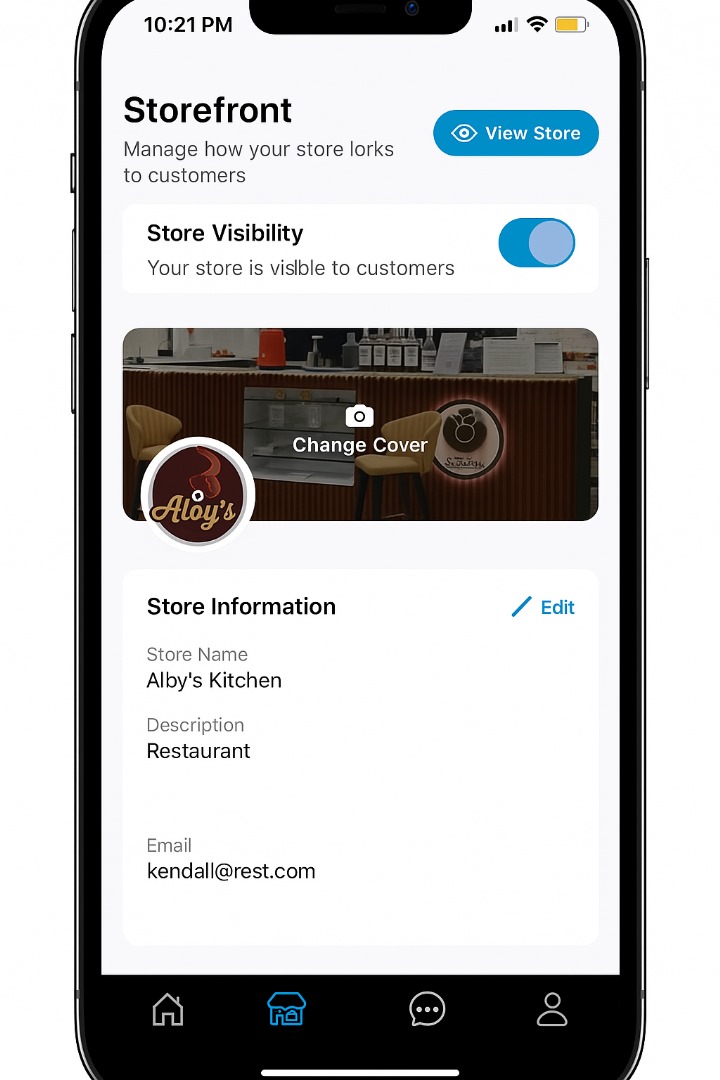 10:21 PM
Storefront
Manage how your store lorks
to customers
View Store
Store Visibility
Your store is vislble to customers
Change Cover
Aloy's
Store Information
Edit
Store Name
Alby's Kitchen
Description
Restaurant
Email
kendall@rest.com